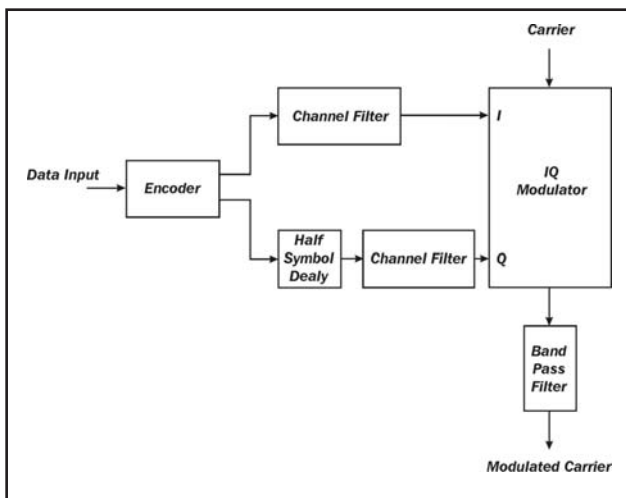 Carrier
Channel Filter
I
IQ
Modulator
Data Input
Encoder
Half
Symbol
Dealy
Channel Filter
Q
Band
Pass
Filter
Modulated Carrier